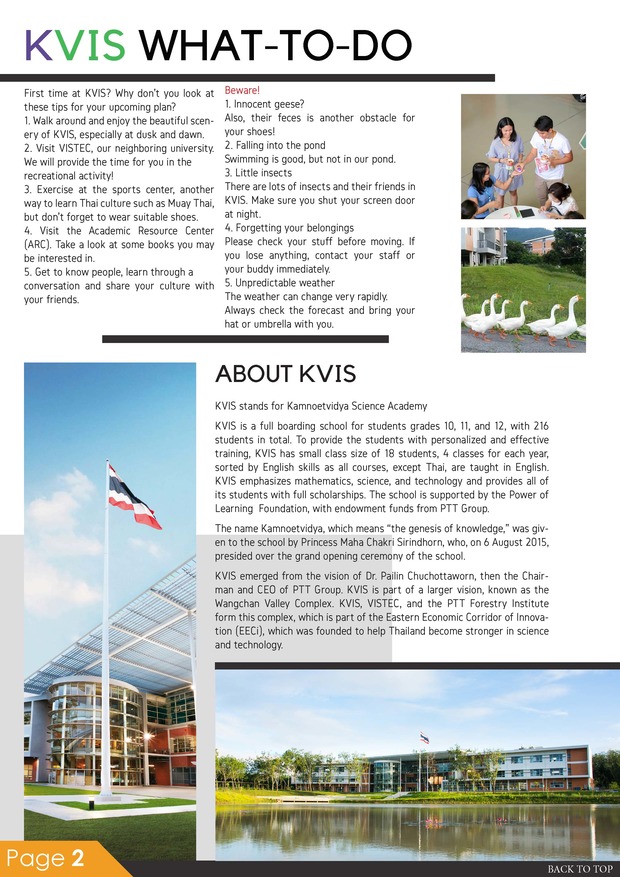 KVIS WHAT-TO-DO
First time at KVIS? Why don't you look at
these tips for your upcoming plan?
1. Walk around and enjoy the beautiful scen-
ery of KVIS, especially at dusk and dawn.
2. Visit VISTEC, our neighboring university.
We will provide the time for you in the
recreational activity!
3. Exercise at the sports center, another
way to learn Thai culture such as Muay Thai,
but don't forget to wear suitable shoes.
4. Visit the Academic Resource Center
(ARC). Take a look at some books you may
be interested in.
5. Get to know people, learn through a
conversation and share your culture with
your friends.
Beware!
1. Innocent geese?
Also, their feces is another obstacle for
your shoes!
2. Falling into the pond
Swimming is good, but not in our pond.
3. Little insects
There are lots of insects and their friends in
KVIS. Make sure you shut your screen door
at night.
4. Forgetting your belongings
Please check your stuff before moving. If
you lose anything, contact your staff or
your buddy immediately.
5. Unpredictable weather
The weather can change very rapidly.
Always check the forecast and bring your
hat or umbrella with you.
ABOUT KVIS
KVIS stands for Kamnoetvidya Science Academy
KVIS is a full boarding school for students grades 10, 11, and 12, with 216
students in total. To provide the students with personalized and effective
training, KVIS has small class size of 18 students, 4 classes for each year,
sorted by English skills as all courses, except Thai, are taught in English.
KVIS emphasizes mathematics, science, and technology and provides all of
its students with full scholarships. The school is supported by the Power of
Learning Foundation, with endowment funds from PTT Group.
The name Kamnoetvidya, which means "the genesis of knowledge," was giv-
en to the school by Princess Maha Chakri Sirindhorn, who, on 6 August 2015,
presided over the grand opening ceremony of the school.
KVIS emerged from the vision of Dr. Pailin Chuchottaworn, then the Chair-
man and CEO of PTT Group. KVIS is part of a larger vision, known as the
Wangchan Valley Complex. KVIS, VISTEC, and the PTT Forestry Institute
form this complex, which is part of the Eastern Economic Corridor of Innova-
tion (EECi), which was founded to help Thailand become stronger in science
and technology.
Page 2
BACK TO TOP